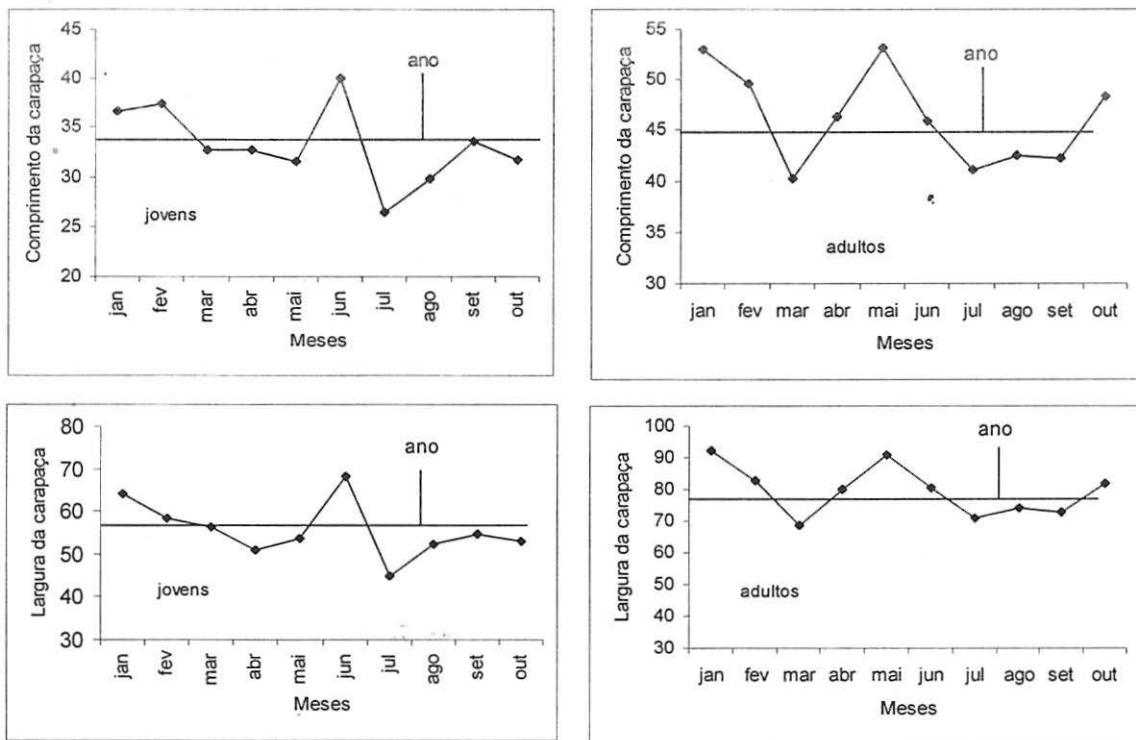 Comprimento da carapaça
45
40
35
30
25
20
ano
jovens
jan
fev
mar
abr
mai
jun
jul
ago
set
out
Meses
Comprimento da carapaça
55
50
45
40
35
30
ano
adultos
jan fev mar abr mai jun jul ago set out
Meses
Largura da carapaça
80
70
60
50
40
30
ano
jovens
jan
fev
mar
abr
mai
jun
jul
ago
set
out
Meses
Largura da carapaça
100
90
80
70
60
50
40
30
ano
adultos
jan fev mar abr mai jun jul ago set out
Meses